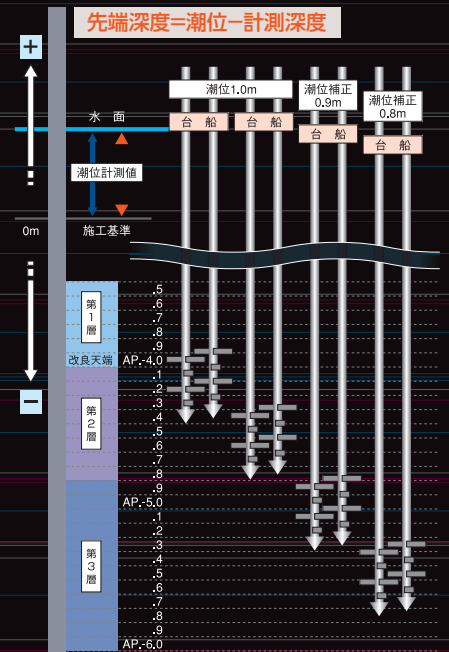 先端深度=潮位−計測深度
+
潮位1.0m
潮位補正
0.9m
潮位補正
0.8m
台 船
台 船
台 船
台 船
水 面
潮位計測値
0m
施工基準
−
第1層
改良天端
第2層
第3層
.5
.6
.7
.8
.9
AP.-4.0
.1
.2
.3
.4
.5
.6
.7
.8
.9
AP.-5.0
.1
.2
.3
.4
.5
.6
.7
.8
.9
AP.-6.0